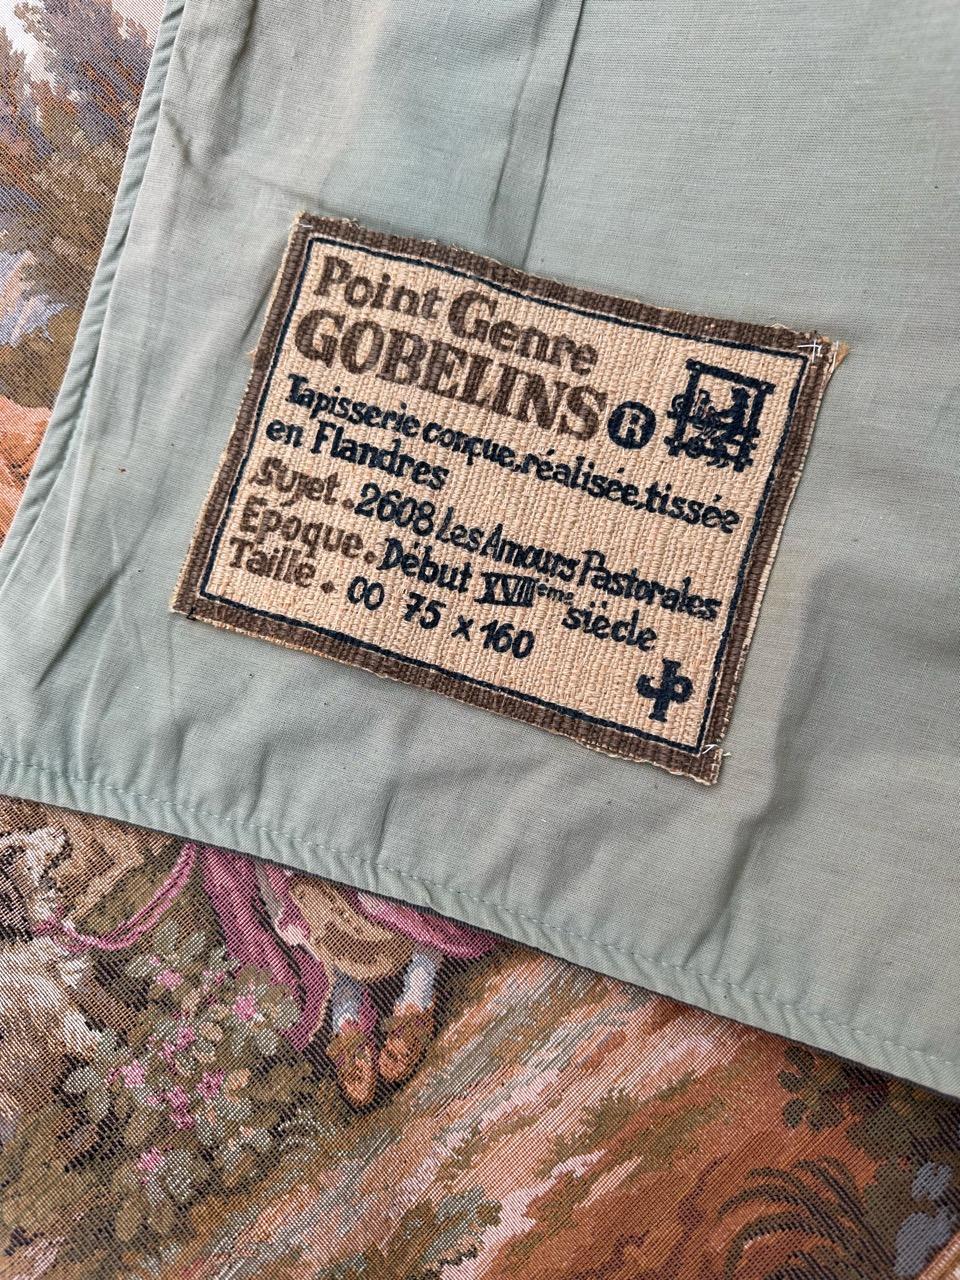 Point Genre
GOBELINS ®
Tapisserie conçue, réalisée, tissée
en Flandres
Sujet. 2608 Les Amours Pastorales
Epoque. Début XVIIIème siècle
Taille. 00 75 x 160
JP